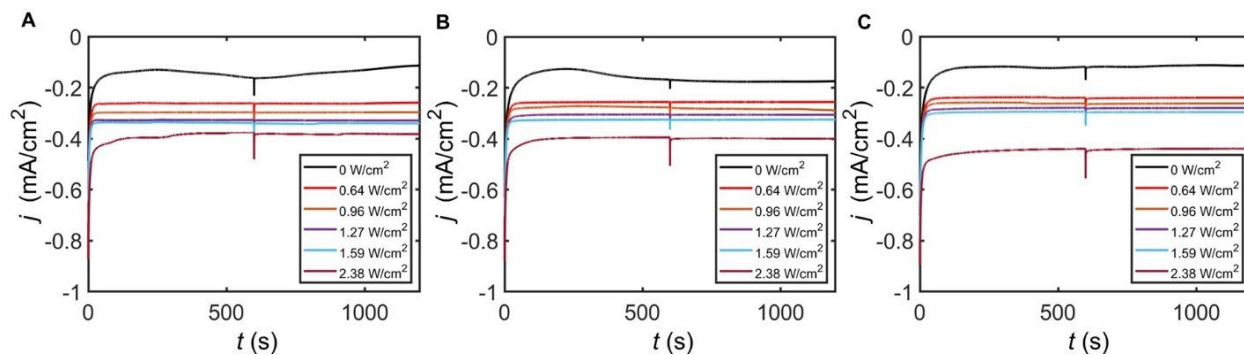 A
0
-0.2
-0.4
-0.6
-0.8
-1
j (mA/cm²)
0 W/cm²
0.64 W/cm²
0.96 W/cm²
1.27 W/cm²
1.59 W/cm²
2.38 W/cm²
0 500 1000
t (s)
B
0
-0.2
-0.4
-0.6
-0.8
-1
j (mA/cm²)
0 W/cm²
0.64 W/cm²
0.96 W/cm²
1.27 W/cm²
1.59 W/cm²
2.38 W/cm²
0 500 1000
t (s)
C
0
-0.2
-0.4
-0.6
-0.8
-1
j (mA/cm²)
0 W/cm²
0.64 W/cm²
0.96 W/cm²
1.27 W/cm²
1.59 W/cm²
2.38 W/cm²
0 500 1000
t (s)